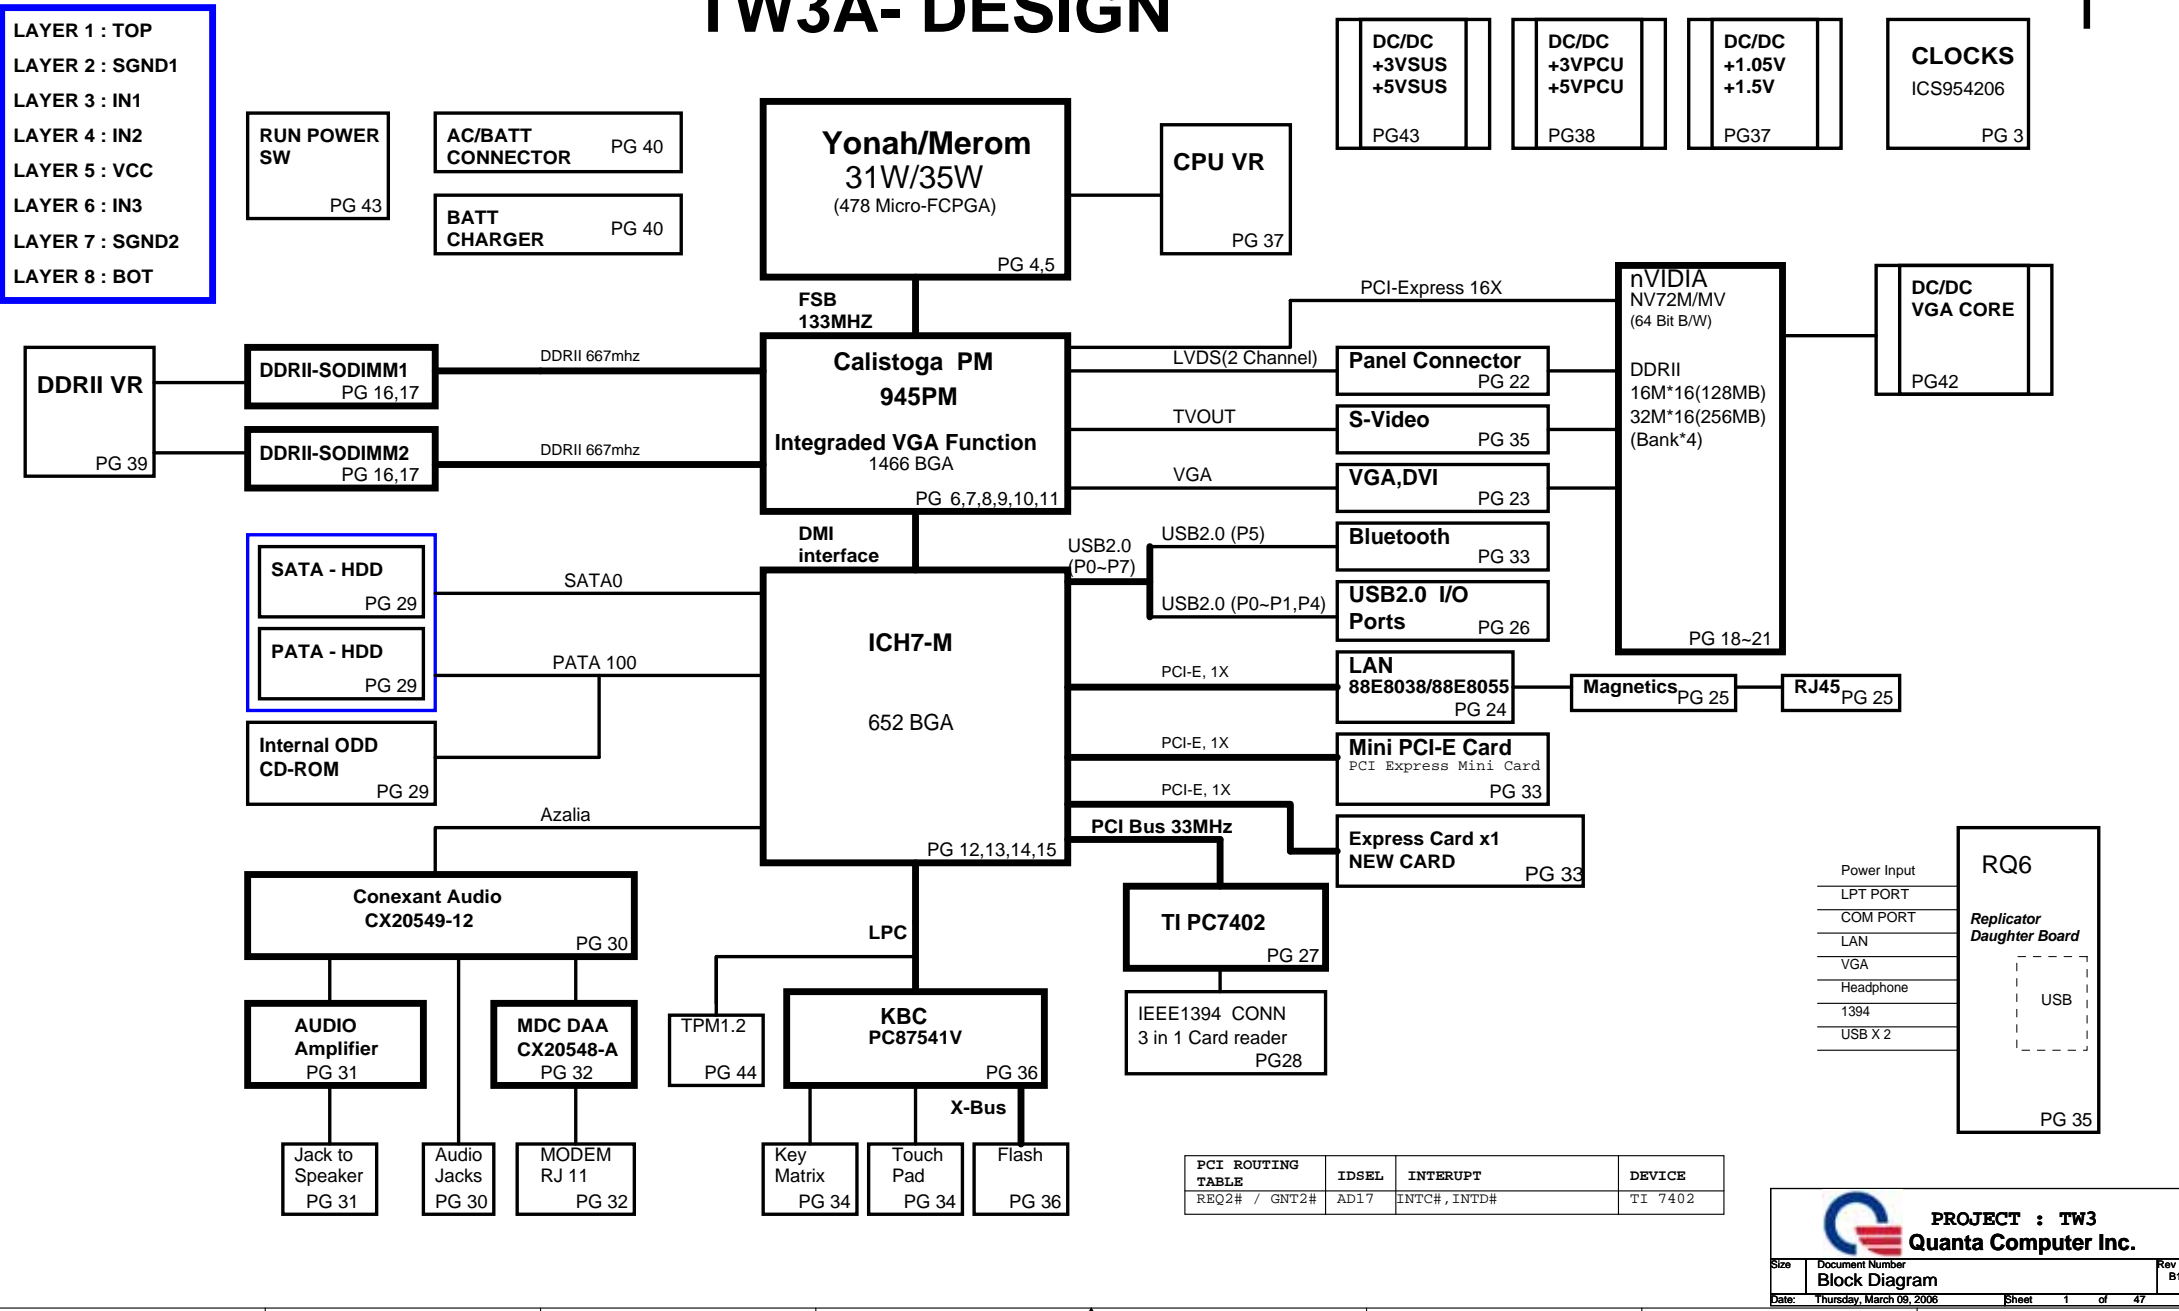 TW3A- DESIGN
LAYER 1 : TOP
LAYER 2 : SGND1
LAYER 3 : IN1
LAYER 4 : IN2
LAYER 5 : VCC
LAYER 6 : IN3
LAYER 7 : SGND2
LAYER 8 : BOT
RUN POWER
SW
PG 43
AC/BATT
CONNECTOR
PG 40
BATT
CHARGER
PG 40
Yonah/Merom
31W/35W
(478 Micro-FCPGA)
PG 4,5
CPU VR
PG 37
DC/DC
+3VSUS
+5VSUS
PG43
DC/DC
+3VPCU
+5VPCU
PG38
DC/DC
+1.05V
+1.5V
PG37
CLOCKS
ICS954206
PG 3
FSB
133MHZ
PCI-Express 16X
nVIDIA
NV72M/MV
(64 Bit B/W)
DDRII
16M*16(128MB)
32M*16(256MB)
(Bank*4)
PG 18~21
DC/DC
VGA CORE
PG42
DDRII VR
PG 39
DDRII-SODIMM1
PG 16,17
DDRII 667mhz
DDRII-SODIMM2
PG 16,17
DDRII 667mhz
Calistoga PM
945PM
Integraded VGA Function
1466 BGA
PG 6,7,8,9,10,11
LVDS(2 Channel)
Panel Connector
PG 22
TVOUT
S-Video
PG 35
VGA
VGA,DVI
PG 23
DMI
interface
USB2.0
(P0~P7)
USB2.0 (P5)
Bluetooth
PG 33
USB2.0 (P0~P1,P4)
USB2.0 I/O
Ports
PG 26
SATA - HDD
PG 29
SATA0
PATA - HDD
PG 29
PATA 100
Internal ODD
CD-ROM
PG 29
Azalia
ICH7-M
652 BGA
PG 12,13,14,15
PCI-E, 1X
LAN
88E8038/88E8055
PG 24
Magnetics
PG 25
RJ45
PG 25
PCI-E, 1X
Mini PCI-E Card
PCI Express Mini Card
PG 33
PCI-E, 1X
Express Card x1
NEW CARD
PG 33
PCI Bus 33MHz
TI PC7402
PG 27
IEEE1394 CONN
3 in 1 Card reader
PG28
Conexant Audio
CX20549-12
PG 30
LPC
AUDIO
Amplifier
PG 31
MDC DAA
CX20548-A
PG 32
TPM1.2
PG 44
KBC
PC87541V
PG 36
X-Bus
Jack to
Speaker
PG 31
Audio
Jacks
PG 30
MODEM
RJ 11
PG 32
Key
Matrix
PG 34
Touch
Pad
PG 34
Flash
PG 36
Power Input
LPT PORT
COM PORT
LAN
VGA
Headphone
1394
USB X 2
RQ6
Replicator
Daughter Board
USB
PG 35
PCI ROUTING
TABLE
IDSEL
INTERUPT
DEVICE
REQ2# / GNT2#
AD17
INTC#,INTD#
TI 7402
PROJECT : TW3
Quanta Computer Inc.
Size
Document Number
Rev
Block Diagram
B1
Date: Thursday, March 09, 2006
Sheet 1 of 47